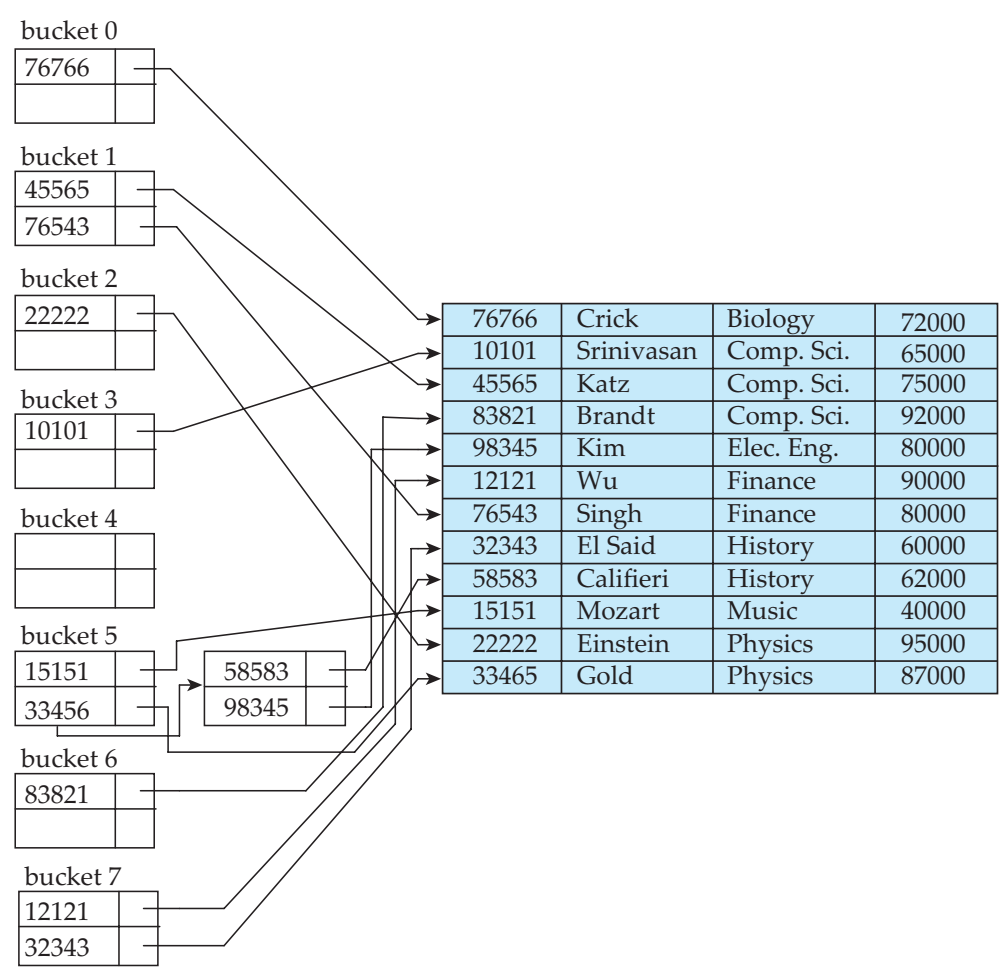 bucket 0
76766
bucket 1
45565
76543
bucket 2
22222
bucket 3
10101
bucket 4
bucket 5
15151
33456
58583
98345
bucket 6
83821
bucket 7
12121
32343
76766 Crick Biology 72000
10101 Srinivasan Comp. Sci. 65000
45565 Katz Comp. Sci. 75000
83821 Brandt Comp. Sci. 92000
98345 Kim Elec. Eng. 80000
12121 Wu Finance 90000
76543 Singh Finance 80000
32343 El Said History 60000
58583 Califieri History 62000
15151 Mozart Music 40000
22222 Einstein Physics 95000
33465 Gold Physics 87000